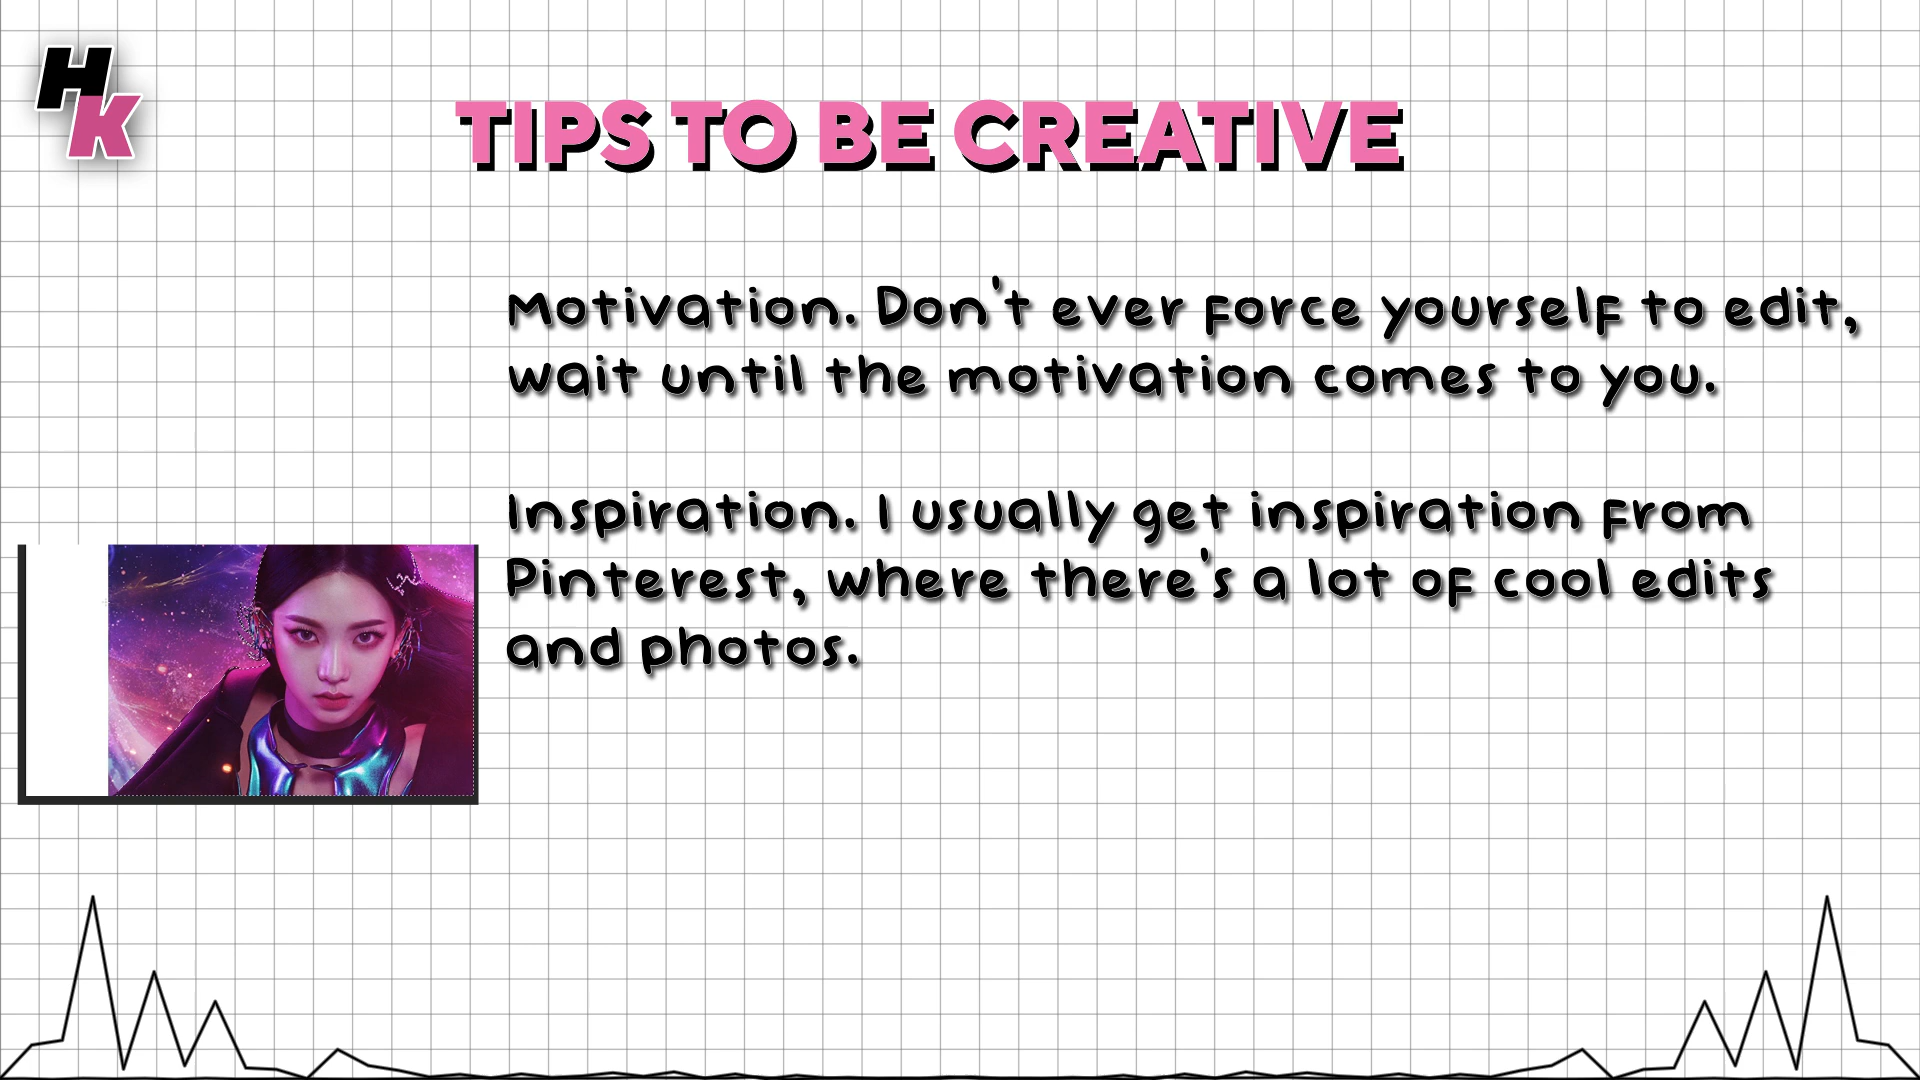 HK
TIPS TO BE CREATIVE
Motivation. Don't ever force yourself to edit,
wait until the motivation comes to you.
Inspiration. I usually get inspiration from
Pinterest, where there's a lot of cool edits
and photos.